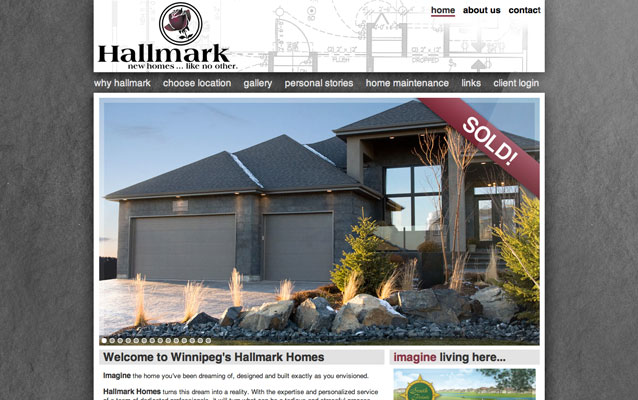 home about us contact
PLUSH
DROPPED
Hallmark
new homes ... like no other.
why hallmark choose location gallery personal stories home maintenance links client login
SOLD!
Welcome to Winnipeg's Hallmark Homes
Imagine the home you've been dreaming of, designed and built exactly as you envisioned.
Hallmark Homes turns this dream into a reality. With the expertise and personalized service
imagine living here...